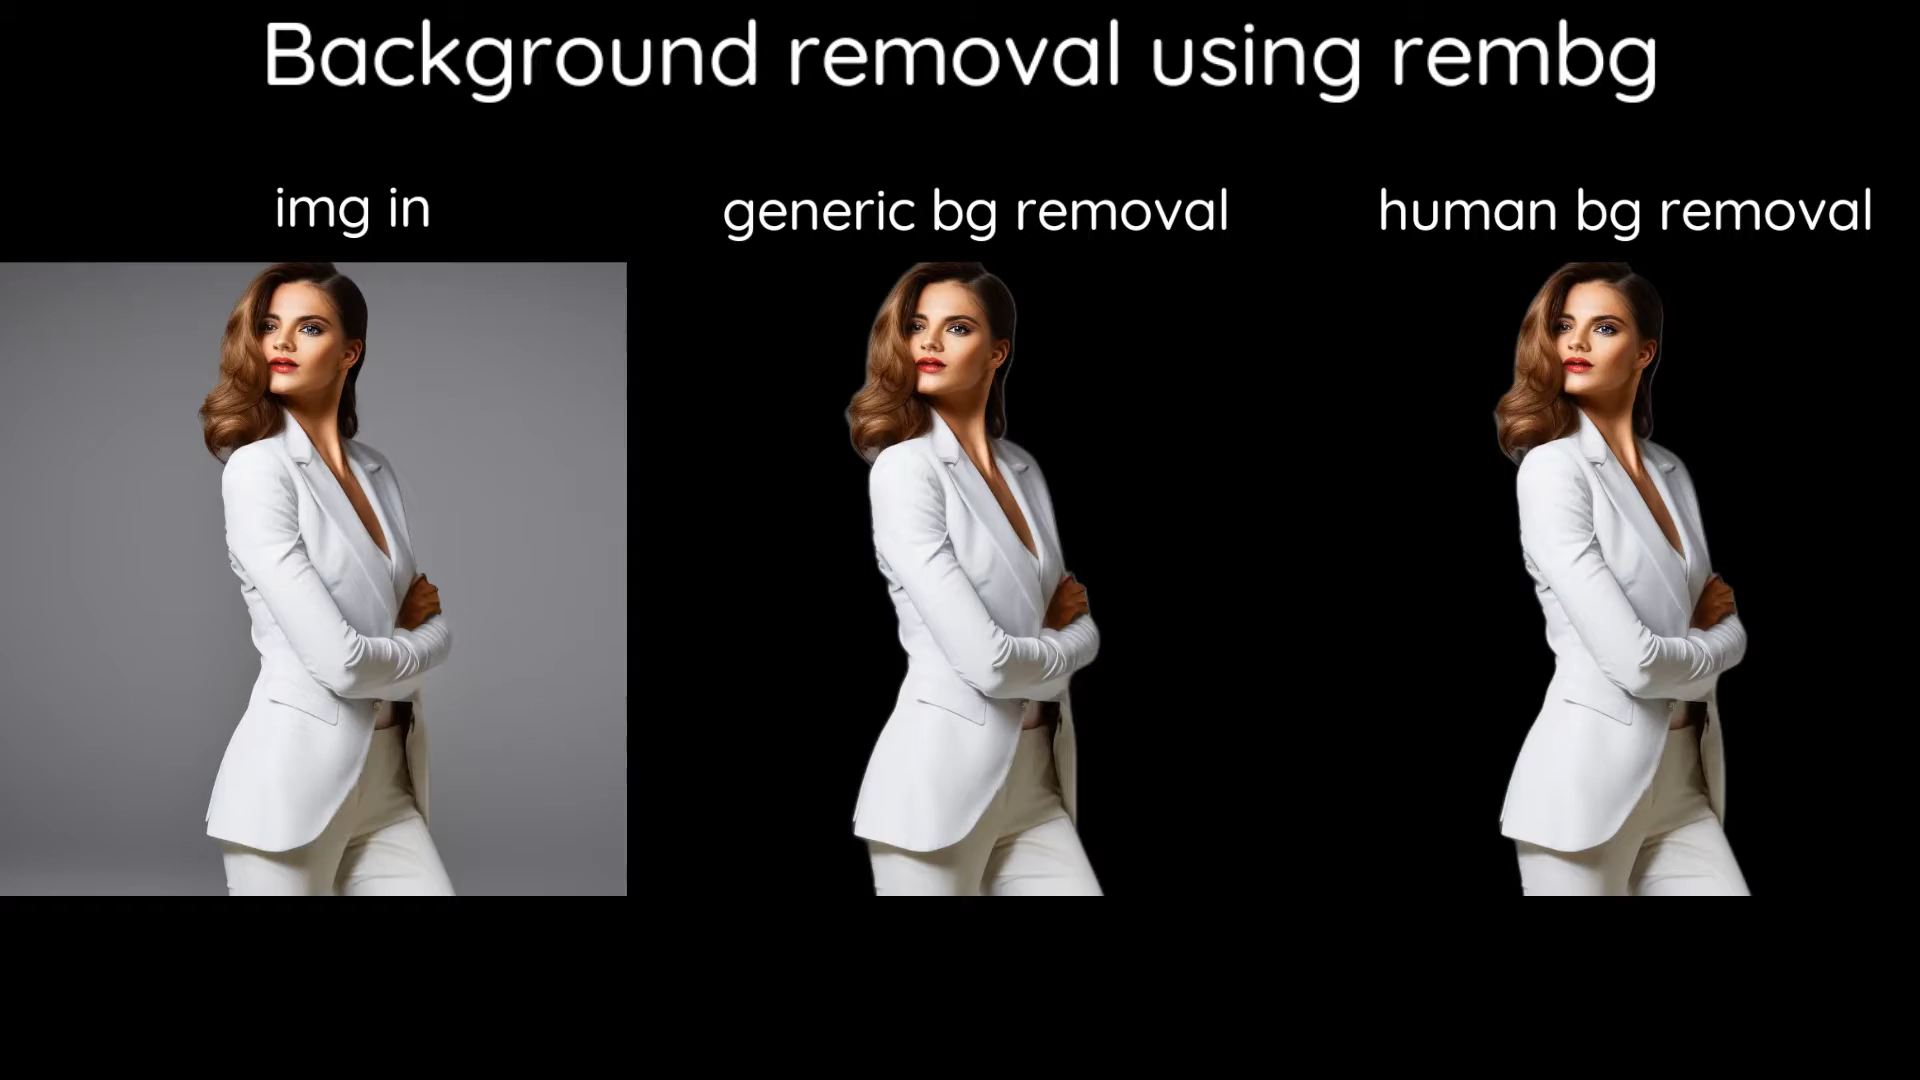 Background removal using rembg
img in
generic bg removal
human bg removal